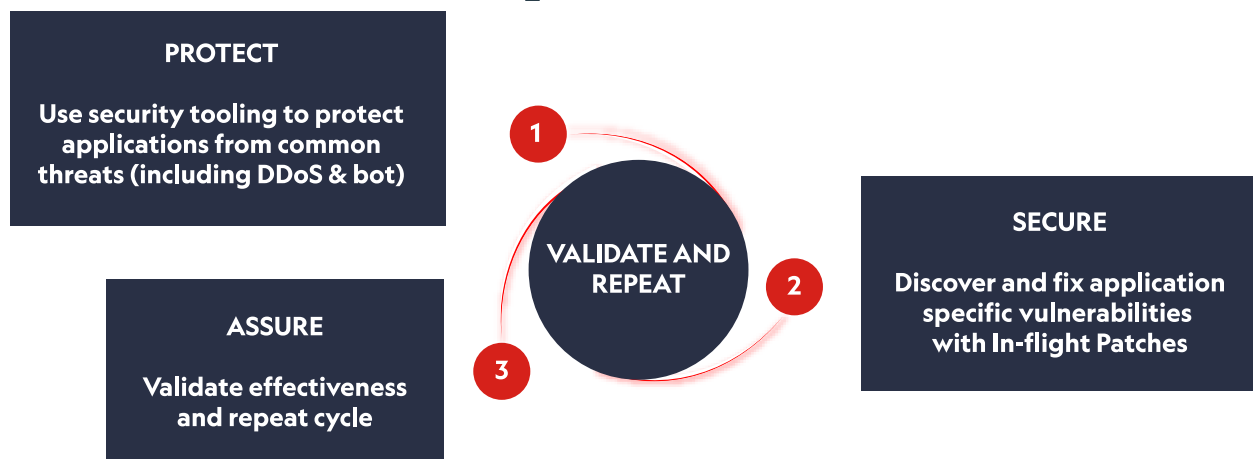 PROTECT
Use security tooling to protect
applications from common
threats (including DDoS & bot)
1
VALIDATE AND
REPEAT
2
SECURE
Discover and fix application
specific vulnerabilities
with In-flight Patches
3
ASSURE
Validate effectiveness
and repeat cycle